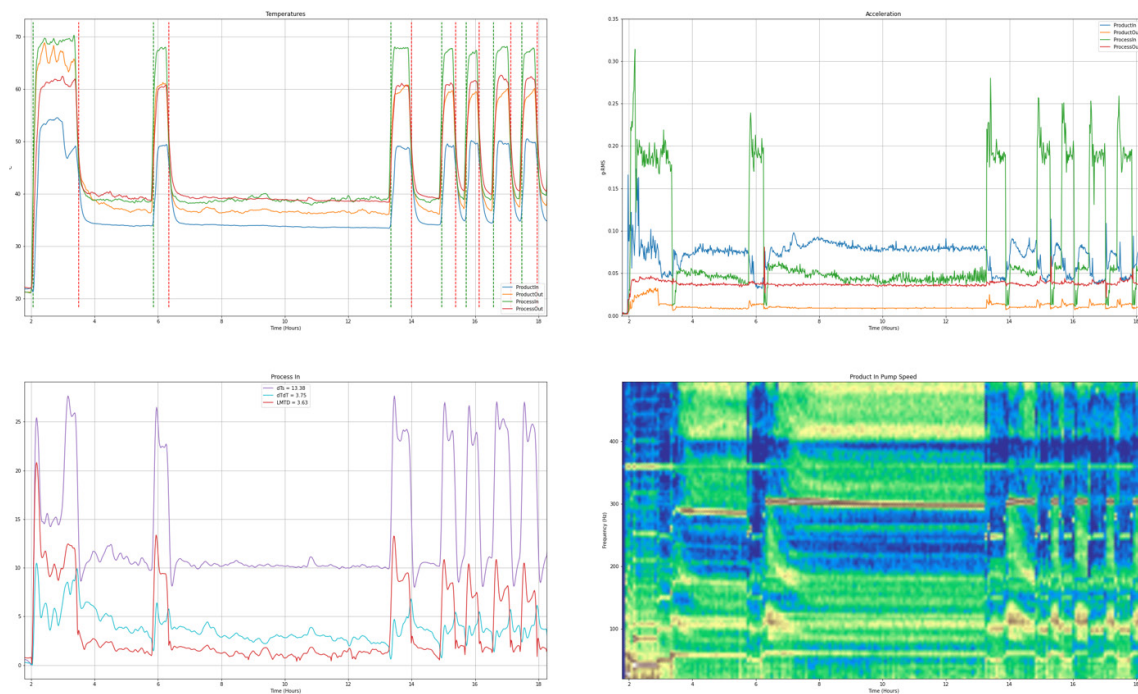 Temperatures
70
60
50
40
30
20
2
4
6
8
10
12
14
16
18
Time (Hours)
ProductIn
ProductOut
ProcessIn
ProcessOut
Acceleration
g-RMS
0.35
0.30
0.25
0.20
0.15
0.10
0.05
0.00
2
4
6
8
10
12
14
16
18
Time (Hours)
ProductIn
ProductOut
ProcessIn
ProcessOut
Process In
dTs = 13.38
dTdT = 3.75
LMTD = 3.63
25
20
15
10
5
0
2
4
6
8
10
12
14
16
18
Time (Hours)
Product In Pump Speed
Frequency (Hz)
400
300
200
100
2
4
6
8
10
12
14
16
18
Time (Hours)